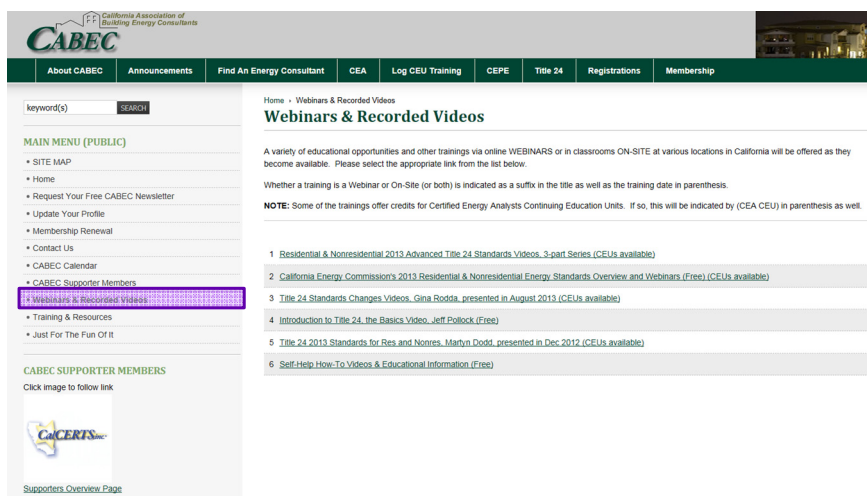 California Association of
Building Energy Consultants
CABEC
About CABEC Announcements Find An Energy Consultant CEA Log CEU Training CEPE Title 24 Registrations Membership
keyword(s) SEARCH
MAIN MENU (PUBLIC)
SITE MAP
Home
Request Your Free CABEC Newsletter
Update Your Profile
Membership Renewal
Contact Us
CABEC Calendar
CABEC Supporter Members
Webinars & Recorded Videos
Training & Resources
Just For The Fun Of It
CABEC SUPPORTER MEMBERS
Click image to follow link
CalCERTS, inc.
Supporters Overview Page
Home › Webinars & Recorded Videos
Webinars & Recorded Videos
A variety of educational opportunities and other trainings via online WEBINARS or in classrooms ON-SITE at various locations in California will be offered as they
become available. Please select the appropriate link from the list below.
Whether a training is a Webinar or On-Site (or both) is indicated as a suffix in the title as well as the training date in parenthesis.
NOTE: Some of the trainings offer credits for Certified Energy Analysts Continuing Education Units. If so, this will be indicated by (CEA CEU) in parenthesis as well.
1 Residential & Nonresidential 2013 Advanced Title 24 Standards Videos, 3-part Series (CEUs available)
2 California Energy Commission's 2013 Residential & Nonresidential Energy Standards Overview and Webinars (Free) (CEUs available)
3 Title 24 Standards Changes Videos, Gina Rodda, presented in August 2013 (CEUs available)
4 Introduction to Title 24, the Basics Video, Jeff Pollock (Free)
5 Title 24 2013 Standards for Res and Nonres, Martyn Dodd, presented in Dec 2012 (CEUs available)
6 Self-Help How-To Videos & Educational Information (Free)